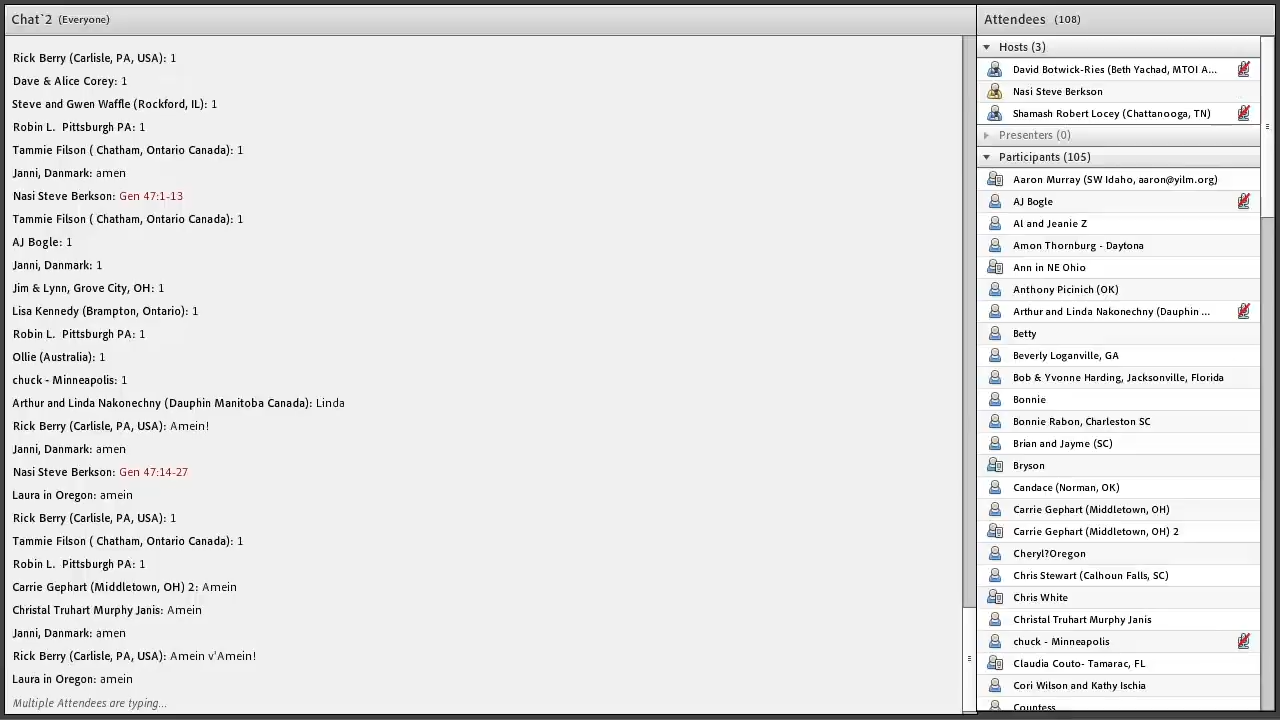 Chat`2 (Everyone)
Rick Berry (Carlisle, PA, USA): 1
Dave & Alice Corey: 1
Steve and Gwen Waffle (Rockford, IL): 1
Robin L.  Pittsburgh PA: 1
Tammie Filson ( Chatham, Ontario Canada): 1
Janni, Danmark: amen
Nasi Steve Berkson: Gen 47:1-13
Tammie Filson ( Chatham, Ontario Canada): 1
AJ Bogle: 1
Janni, Danmark: 1
Jim & Lynn, Grove City, OH: 1
Lisa Kennedy (Brampton, Ontario): 1
Robin L.  Pittsburgh PA: 1
Ollie (Australia): 1
chuck - Minneapolis: 1
Arthur and Linda Nakonechny (Dauphin Manitoba Canada): Linda
Rick Berry (Carlisle, PA, USA): Amein!
Janni, Danmark: amen
Nasi Steve Berkson: Gen 47:14-27
Laura in Oregon: amein
Rick Berry (Carlisle, PA, USA): 1
Tammie Filson ( Chatham, Ontario Canada): 1
Robin L.  Pittsburgh PA: 1
Carrie Gephart (Middletown, OH) 2: Amein
Christal Truhart Murphy Janis: Amein
Janni, Danmark: amen
Rick Berry (Carlisle, PA, USA): Amein v'Amein!
Laura in Oregon: amein
Multiple Attendees are typing...
Attendees (108)
Hosts (3)
David Botwick-Ries (Beth Yachad, MTOI A...
Nasi Steve Berkson
Shamash Robert Locey (Chattanooga, TN)
Presenters (0)
Participants (105)
Aaron Murray (SW Idaho, aaron@yilm.org)
AJ Bogle
Al and Jeanie Z
Amon Thornburg - Daytona
Ann in NE Ohio
Anthony Picinich (OK)
Arthur and Linda Nakonechny (Dauphin ...
Betty
Beverly Loganville, GA
Bob & Yvonne Harding, Jacksonville, Florida
Bonnie
Bonnie Rabon, Charleston SC
Brian and Jayme (SC)
Bryson
Candace (Norman, OK)
Carrie Gephart (Middletown, OH)
Carrie Gephart (Middletown, OH) 2
Cheryl?Oregon
Chris Stewart (Calhoun Falls, SC)
Chris White
Christal Truhart Murphy Janis
chuck - Minneapolis
Claudia Couto- Tamarac, FL
Cori Wilson and Kathy Ischia
Countess